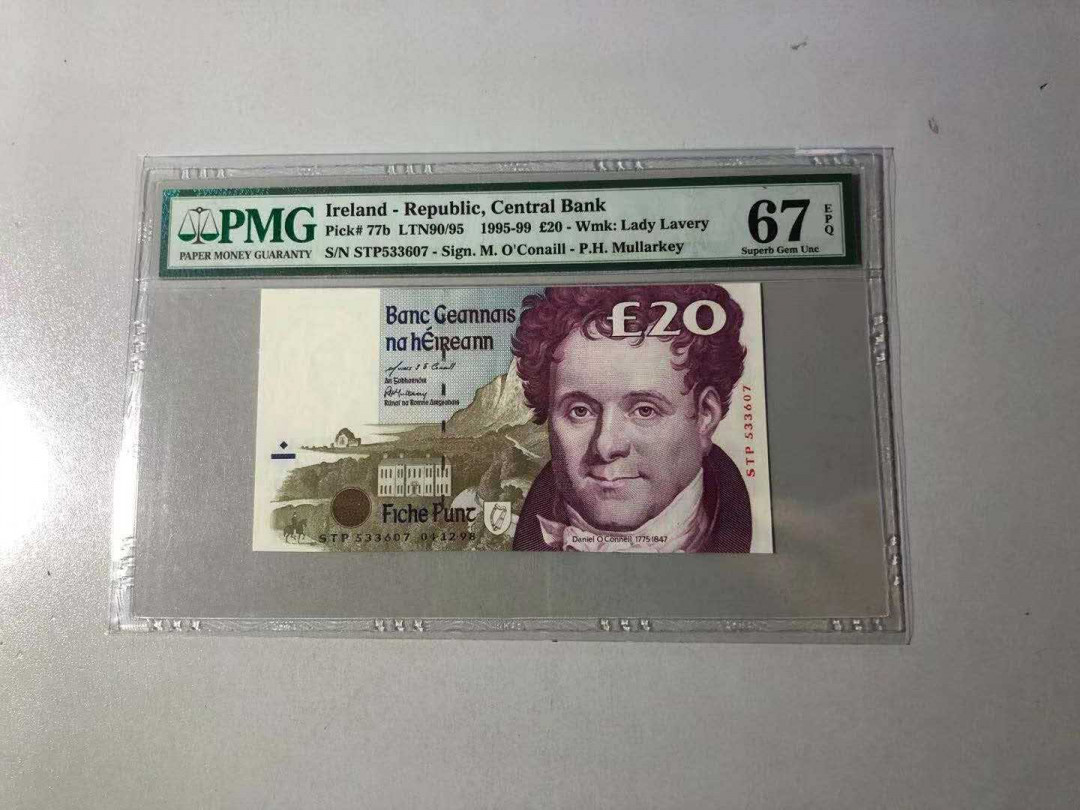 PMG
PAPER MONEY GUARANTY
Ireland - Republic, Central Bank
Pick# 77b LTN90/95 1995-99 £20 - Wmk: Lady Lavery
S/N STP533607 - Sign. M. O'Conaill - P.H. Mullarkey
67
Superb Gem Unc
EPQ
Banc Ceannais
na hÉireann
£20
An Gobharnóir
STP 533607
Fiche Punt
STP 533607
Daniel O'Connell 1775-1847